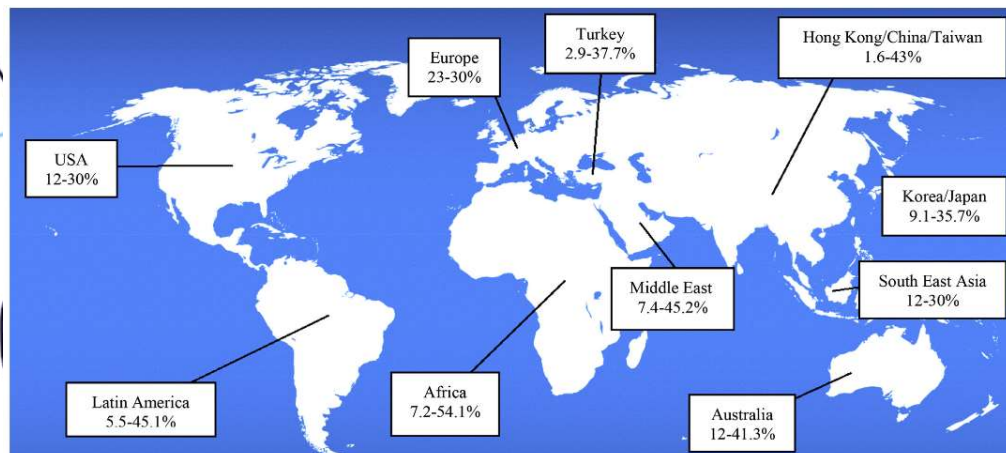 Turkey
2.9-37.7%
Hong Kong/China/Taiwan
1.6-43%
Europe
23-30%
USA
12-30%
Korea/Japan
9.1-35.7%
Middle East
7.4-45.2%
South East Asia
12-30%
Latin America
5.5-45.1%
Africa
7.2-54.1%
Australia
12-41.3%